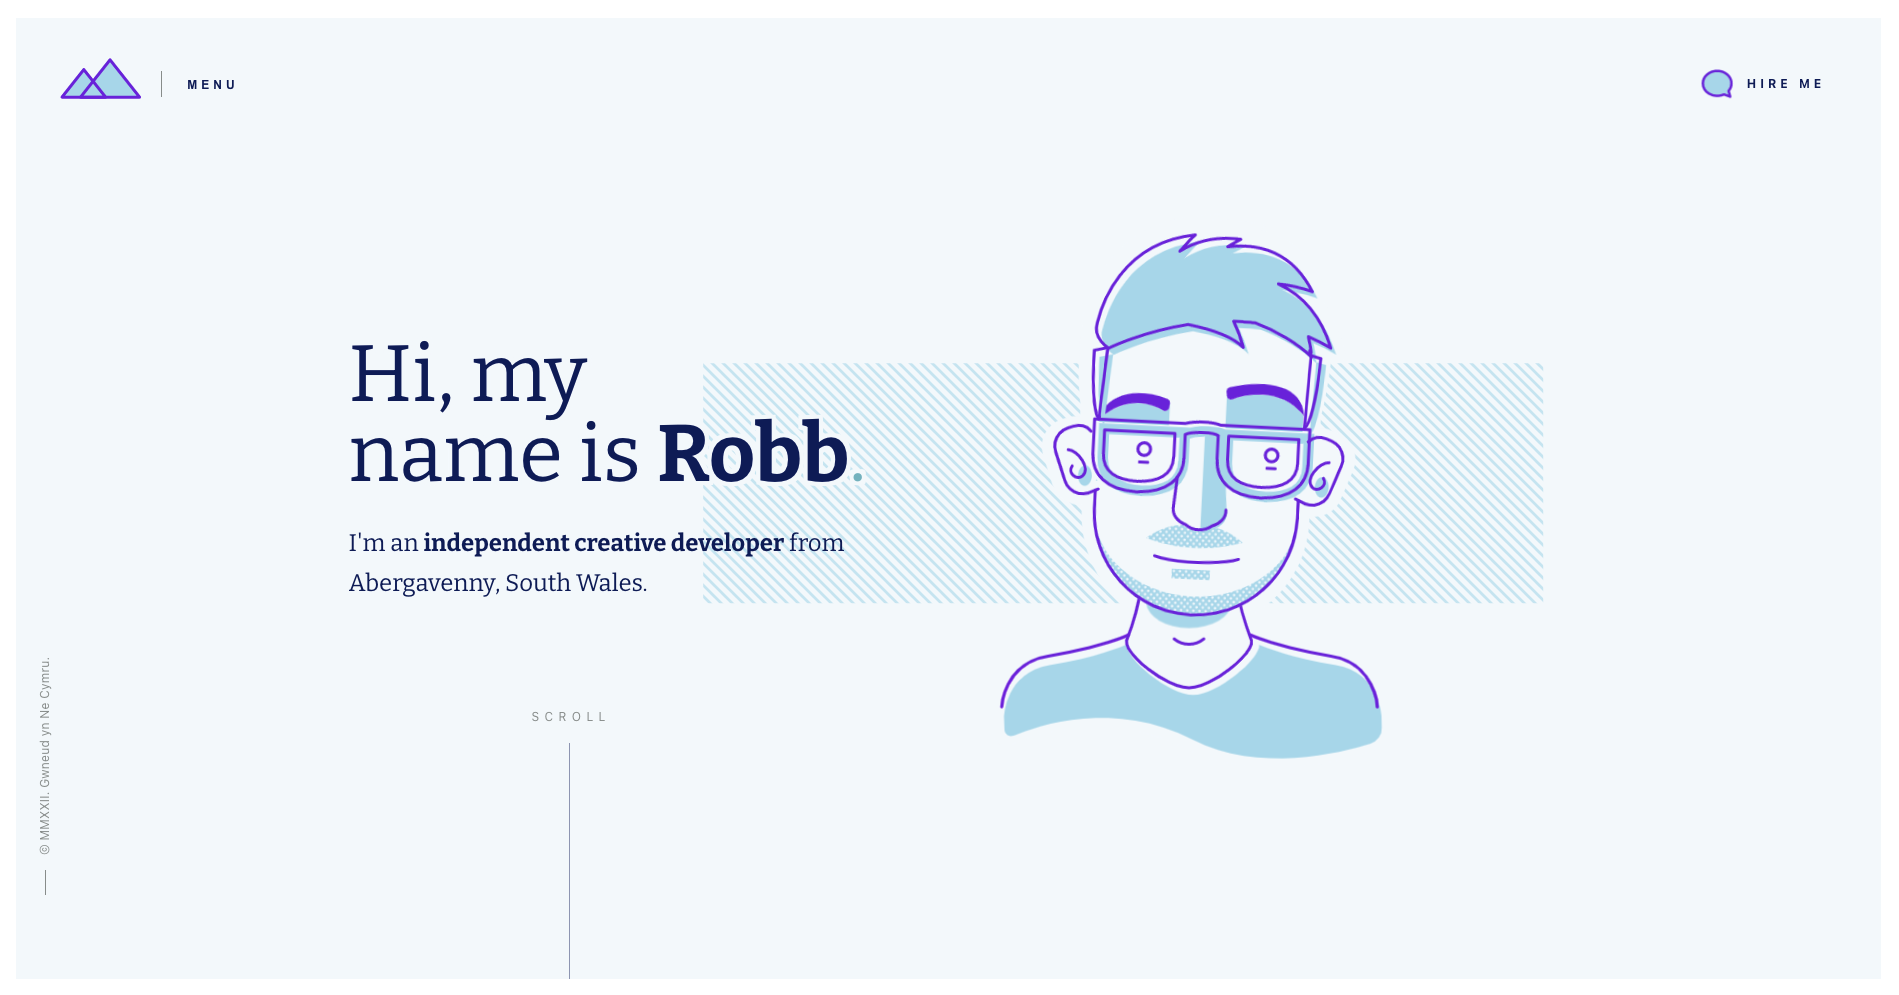 MENU
HIRE ME
Hi, my
name is Robb.
I'm an independent creative developer from
Abergavenny, South Wales.
SCROLL
© MMXXII. Gwneud yn Ne Cymru.